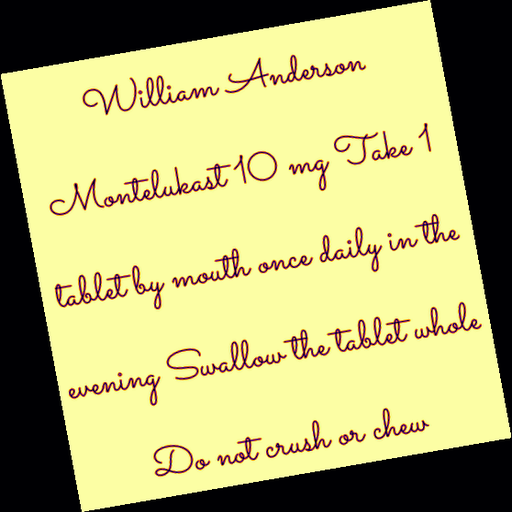 William Anderson
Montelukast 10 mg Take 1
tablet by mouth once daily in the
evening Swallow the tablet whole
Do not crush or chew